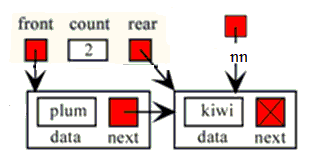 front count rear
2
nn
plum kiwi
data next data next